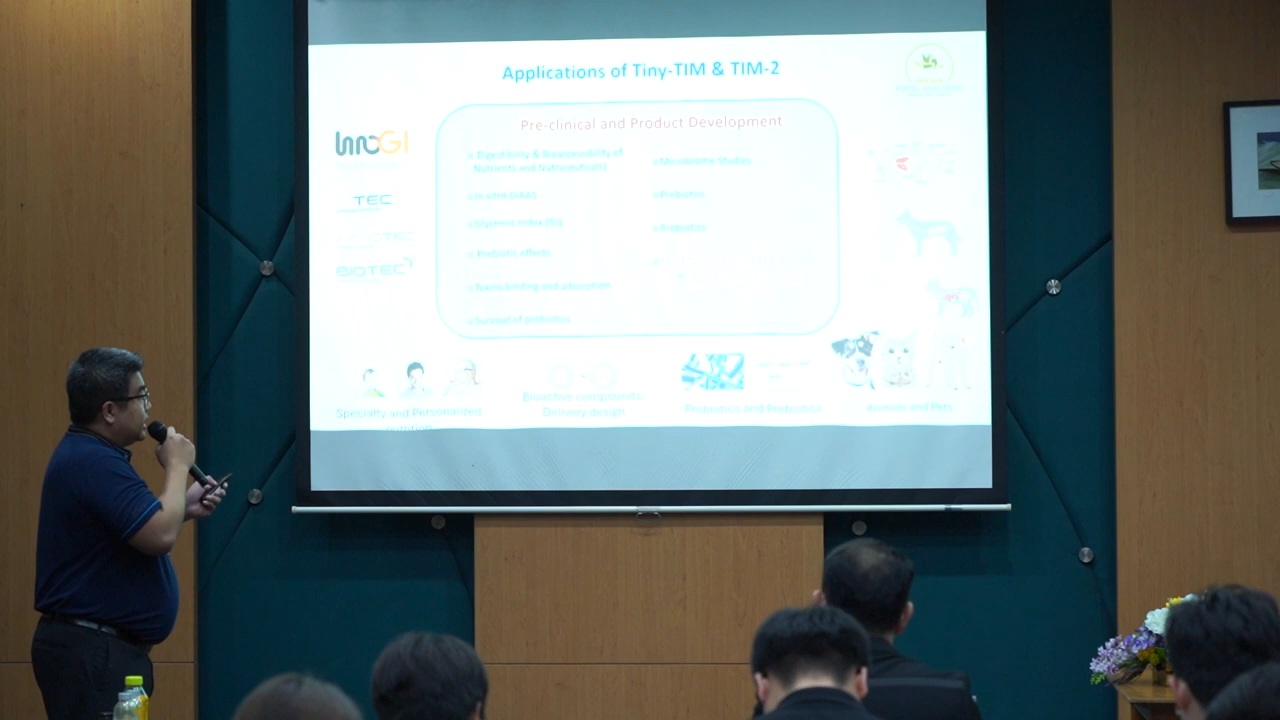 Applications of Tiny-TIM & TIM-2
InnoGI
TEC
BIOTEC
Pre-clinical and Product Development
Digestibility & Bioaccessibility of
Nutrients and Nutraceuticals
In vitro DIAAS
Glycemic Index (GI)
Prebiotic effects
Toxins binding and adsorption
Survival of probiotics
Microbiome Studies
Prebiotics
Probiotics
Specialty and Personalized
nutrition
Bioactive compounds
Delivery design
Probiotics and Prebiotics
Animals and Pets